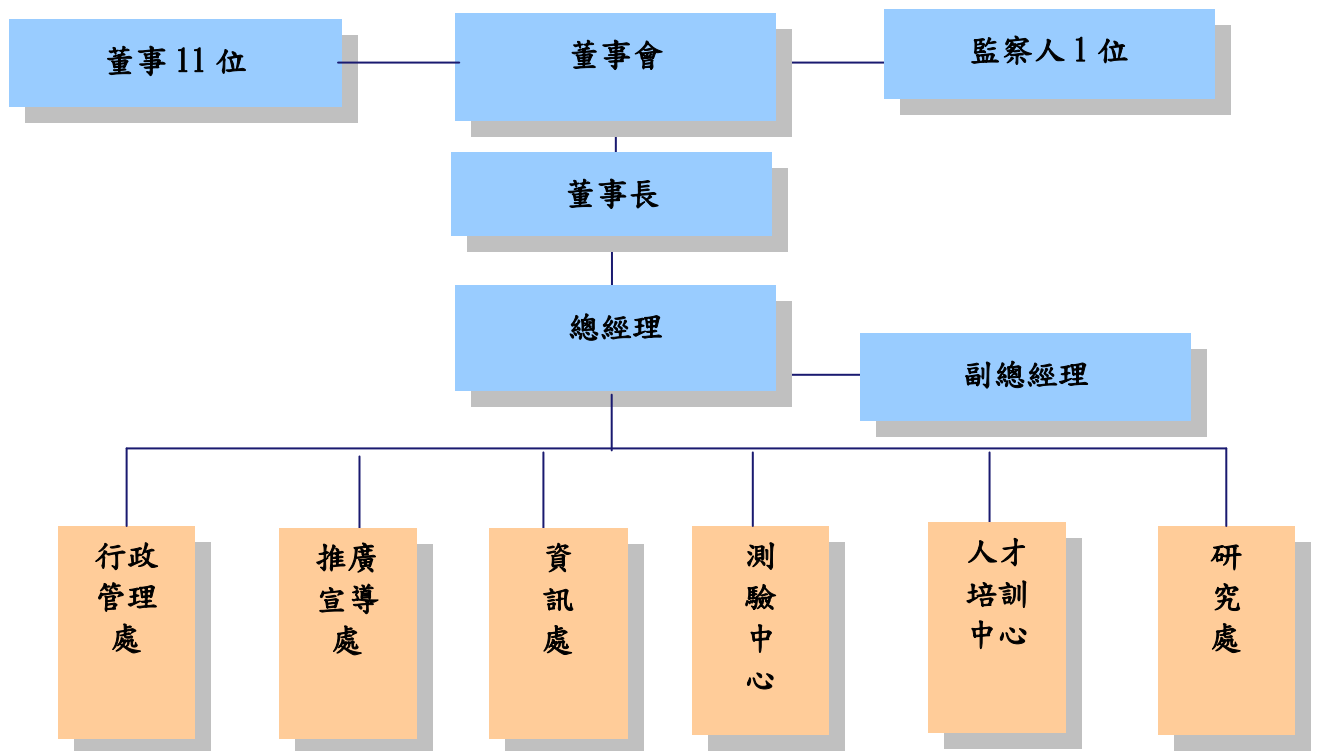 董事 11 位
董事會
監察人 1 位
董事長
總經理
副總經理
行政
管理
處
推廣
宣導
處
資
訊
處
測
驗
中
心
人才
培訓
中心
研
究
處